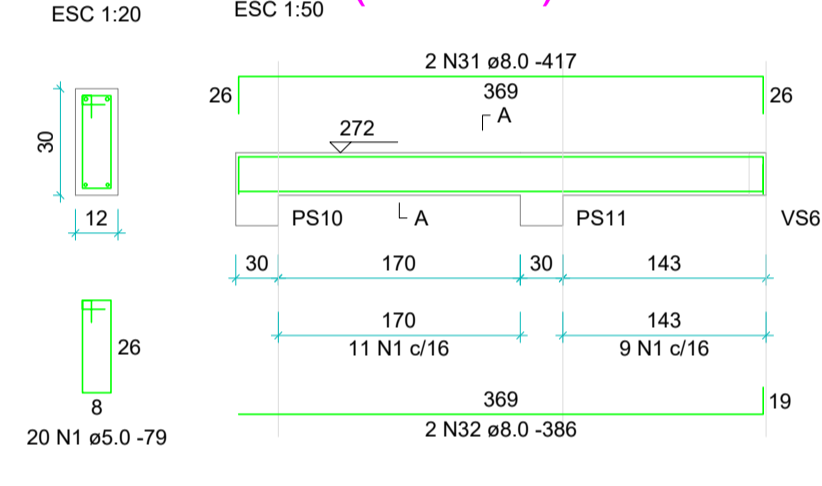 ESC 1:20
ESC 1:50
2 N31 ø8.0 -417
26
369
26
A
272
30
12
PS10
A
PS11
VS6
30
170
30
143
170
143
11 N1 c/16
9 N1 c/16
26
8
20 N1 ø5.0 -79
369
19
2 N32 ø8.0 -386